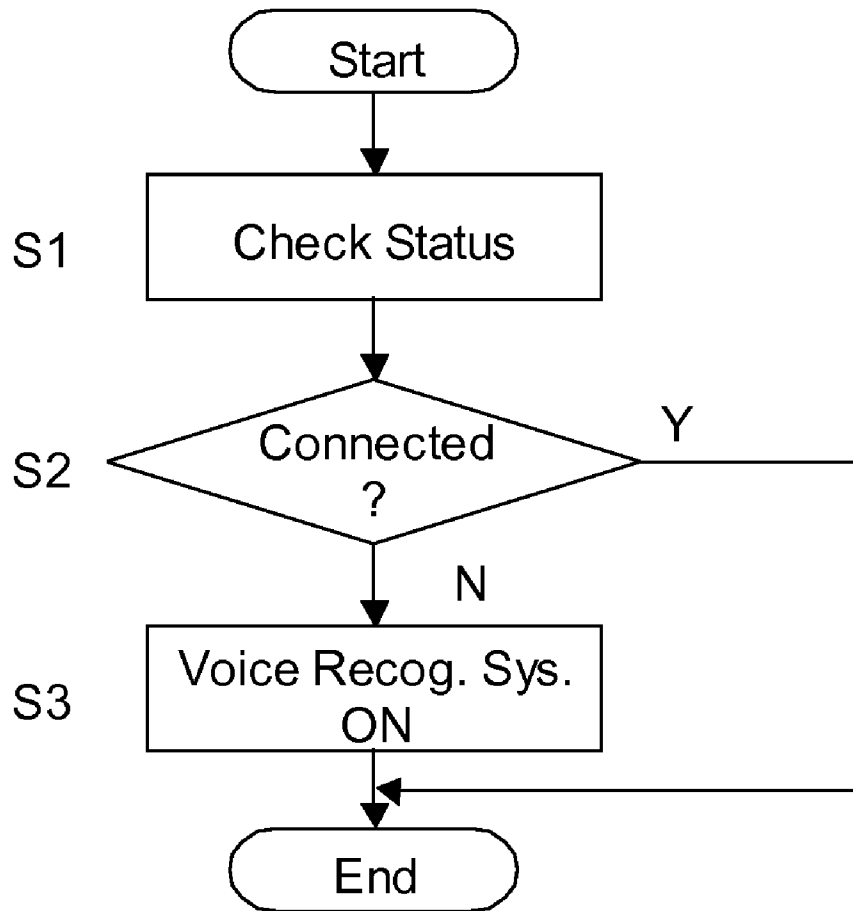 Start
S1
Check Status
S2
Connected
?
Y
N
S3
Voice Recog. Sys.
ON
End